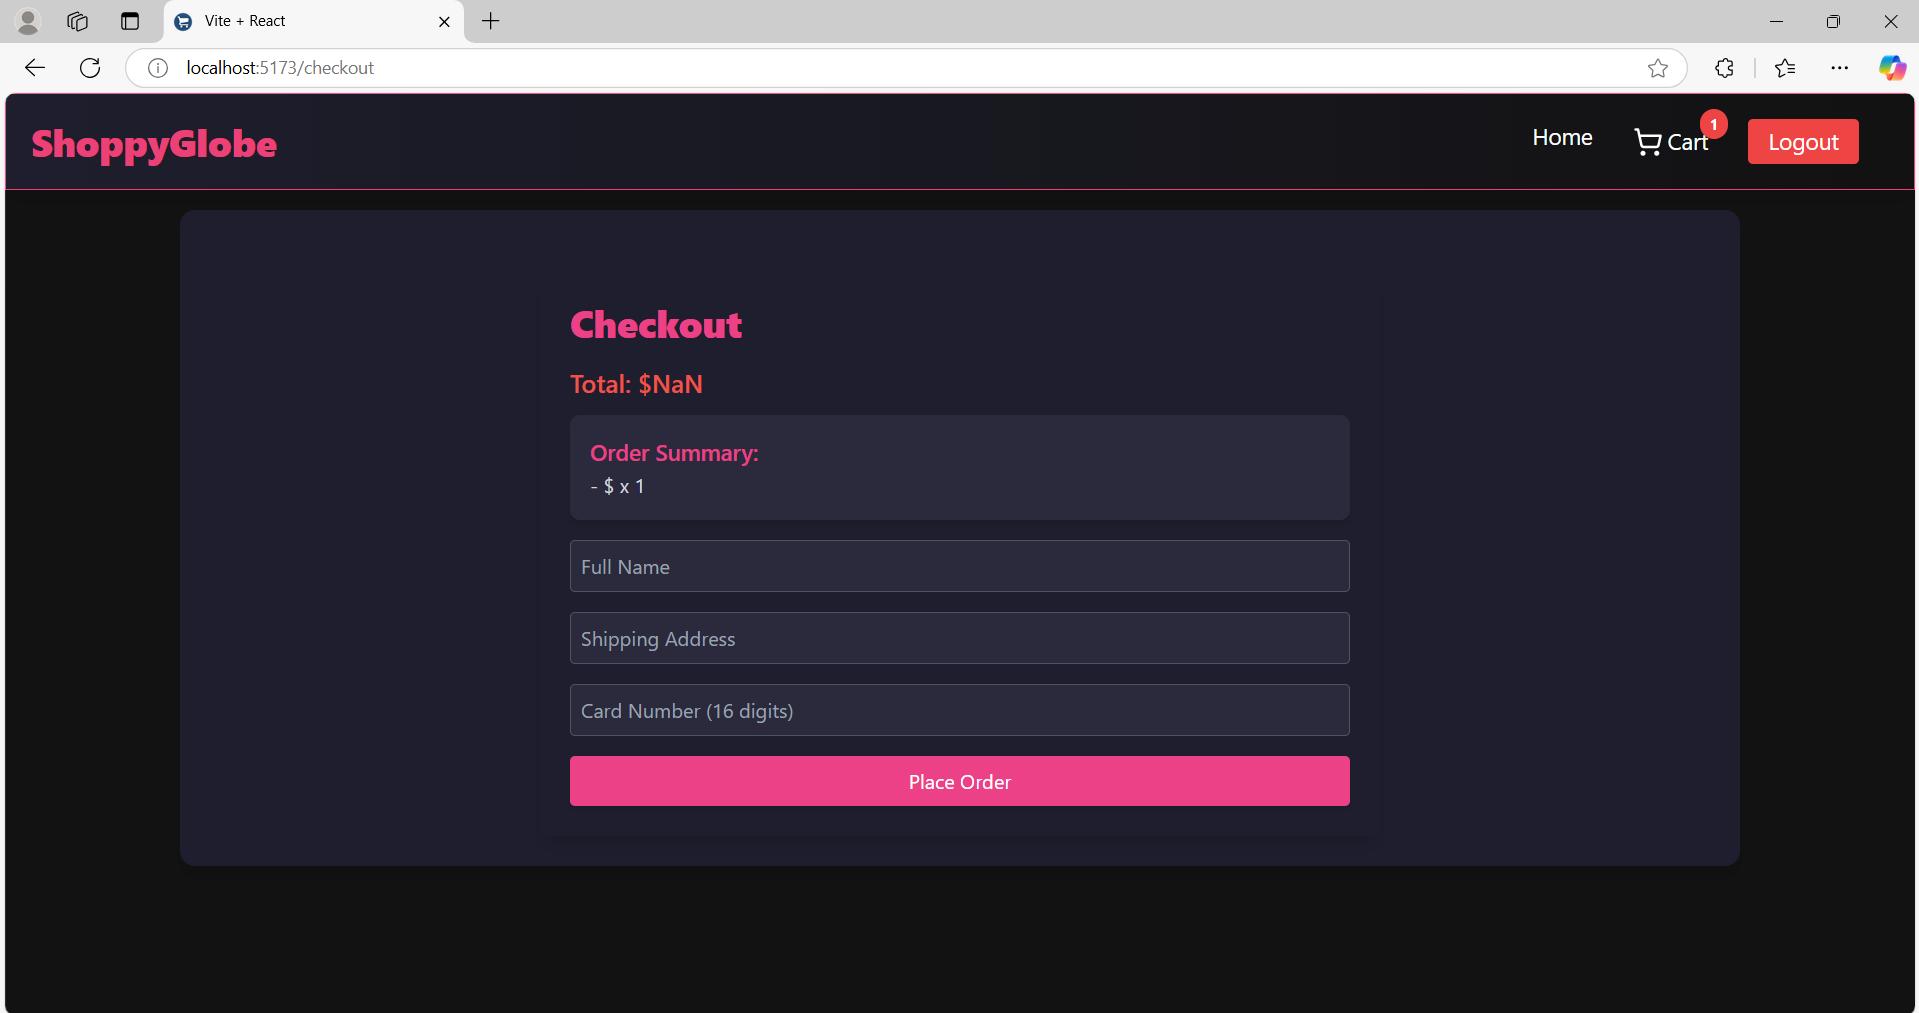 Vite + React
localhost:5173/checkout
ShoppyGlobe
Home
Cart
1
Logout
Checkout
Total: $NaN
Order Summary:
- $ x 1
Full Name
Shipping Address
Card Number (16 digits)
Place Order